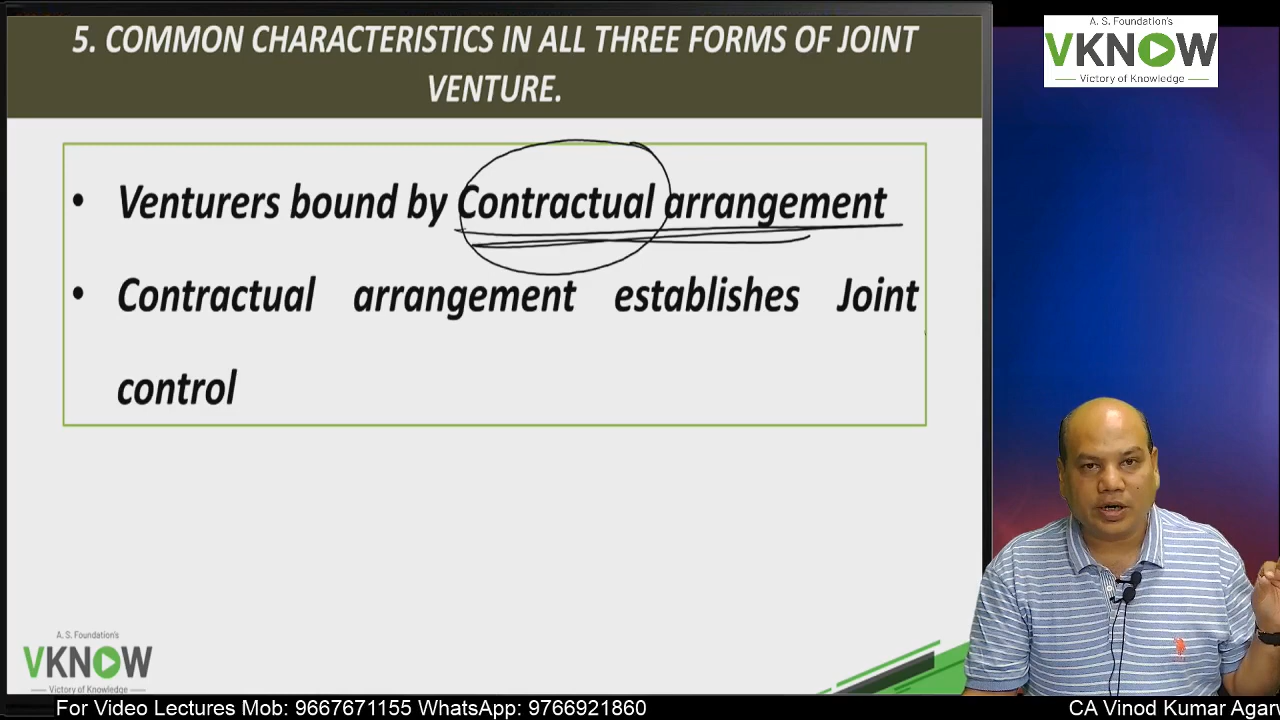 5. COMMON CHARACTERISTICS IN ALL THREE FORMS OF JOINT
VENTURE.
A. S. Foundation's
VKNOW
Victory of Knowledge
• Venturers bound by Contractual arrangement
• Contractual arrangement establishes Joint
control
A. S. Foundation's
VKNOW
Victory of Knowledge
For Video Lectures Mob: 9667671155 WhatsApp: 9766921860
CA Vinod Kumar Agar